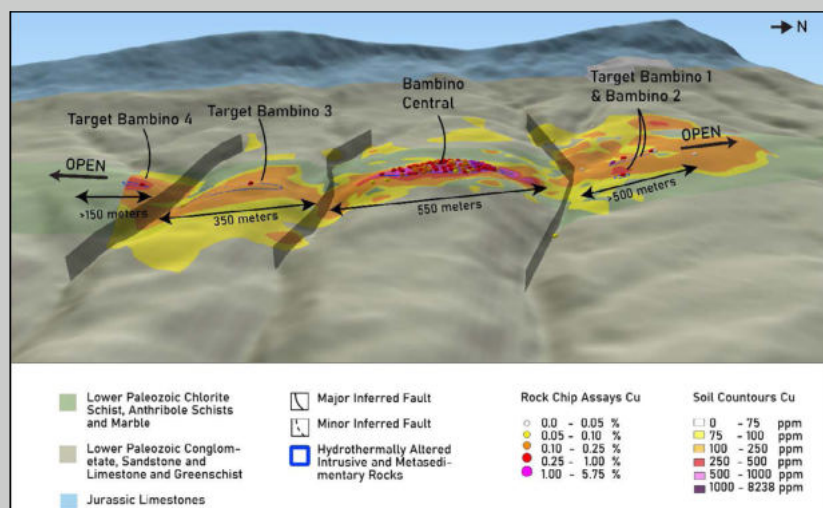 N
Target Bambino 1
& Bambino 2
Bambino
Central
Target Bambino 3
Target Bambino 4
OPEN
OPEN
>150 meters
350 meters
550 meters
>500 meters
Lower Paleozoic Chlorite
Schist, Anthribole Schists
and Marble
Lower Paleozoic Conglom-
etate, Sandstone and
Limestone and Greenschist
Jurassic Limestones
Major Inferred Fault
Minor Inferred Fault
Hydrothermally Altered
Intrusive and Metasedi-
mentary Rocks
Rock Chip Assays Cu
0.0 - 0.05 %
0.05 - 0.10 %
0.10 - 0.25 %
0.25 - 1.00 %
1.00 - 5.75 %
Soil Countours Cu
0 - 75 ppm
75 - 100 ppm
100 - 250 ppm
250 - 500 ppm
500 - 1000 ppm
1000 - 8238 ppm